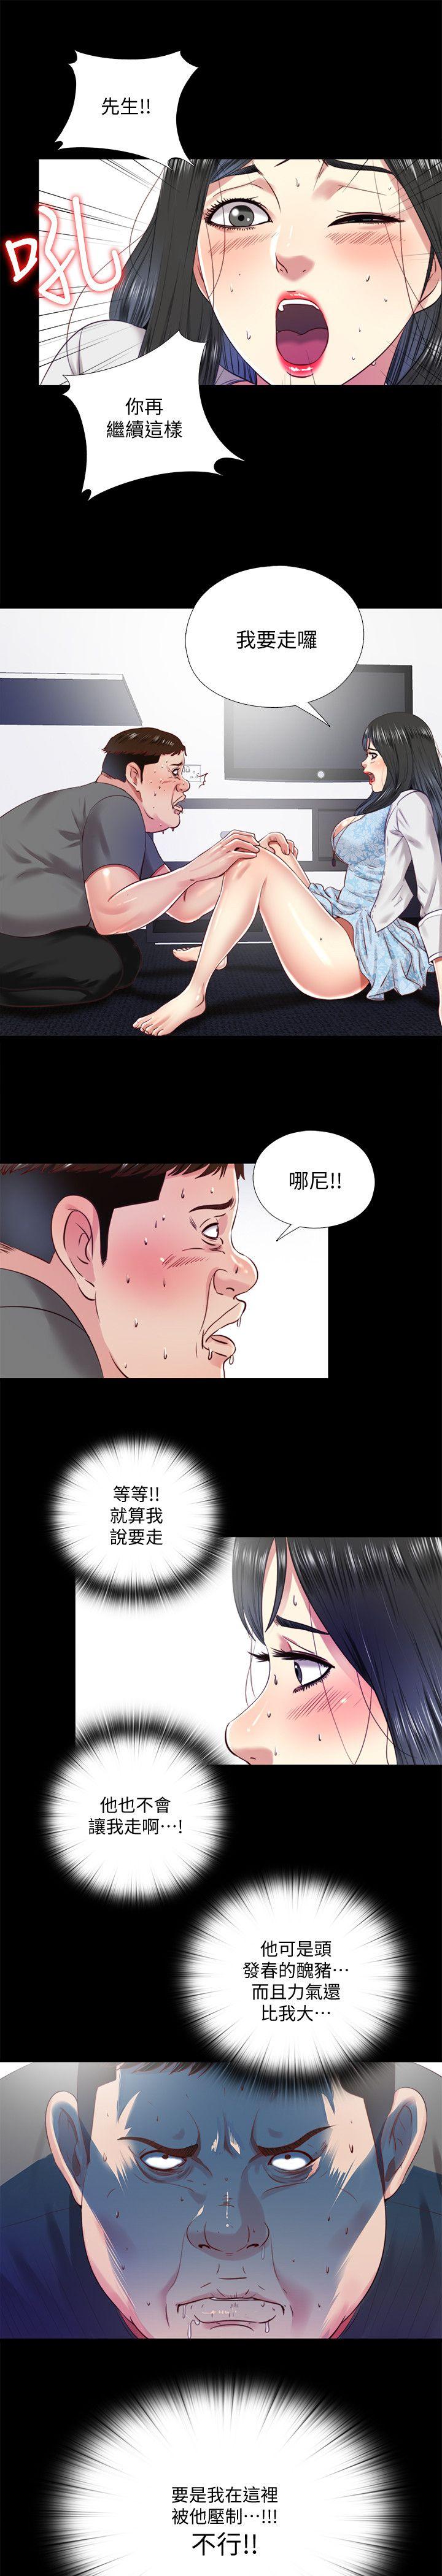 先生!!
吼
你再
繼續這樣
我要走囉
哪尼!!
等等!!
就算我
說要走
他也不會
讓我走啊…!
他可是頭
發春的醜豬…
而且力氣還
比我大…
要是我在這裡
被他壓制…!!!
不行!!